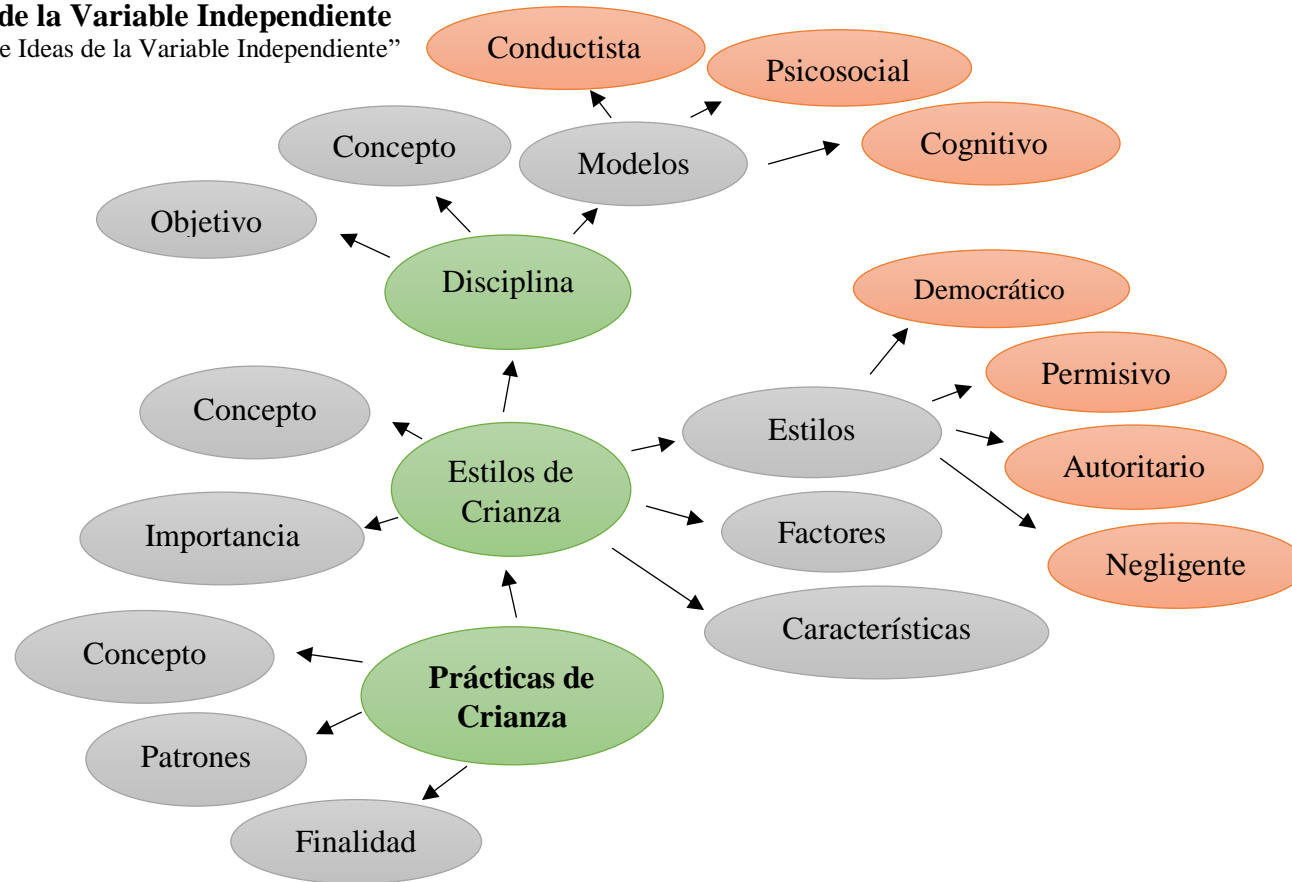 de la Variable Independiente
e Ideas de la Variable Independiente”
Conductista
Psicosocial
Concepto
Modelos
Cognitivo
Objetivo
Disciplina
Democrático
Permisivo
Concepto
Estilos
Autoritario
Estilos de
Crianza
Importancia
Factores
Negligente
Características
Concepto
Prácticas de
Crianza
Patrones
Finalidad